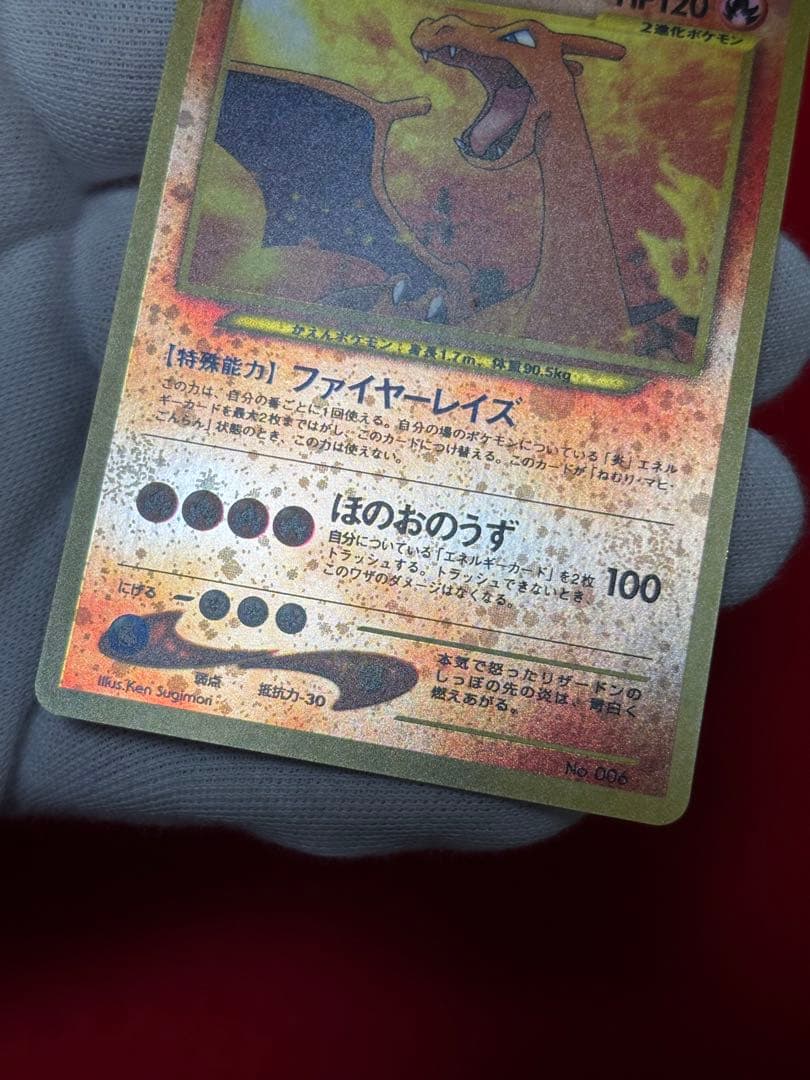 HP120
2進化ポケモン
かえんポケモン:身長1.7m、体重90.5kg
【特殊能力】ファイヤーレイズ
この力は、自分の番ごとに1回使える。自分の場のポケモンについている「炎」エネル
ギーカードを最大2枚まではがし、このカードにつけ替える。このカードが「ねむり・マヒ・
こんらん」状態のとき、この力は使えない。
ほのおのうず
自分についている「エネルギーカード」を2枚
トラッシュする。トラッシュできないとき、
このワザのダメージはなくなる。
100
にげる
弱点
抵抗力-30
Illus.Ken Sugimori
本気で怒ったリザードンの
しっぽの先の炎は、青白く
燃えあがる。
No 006